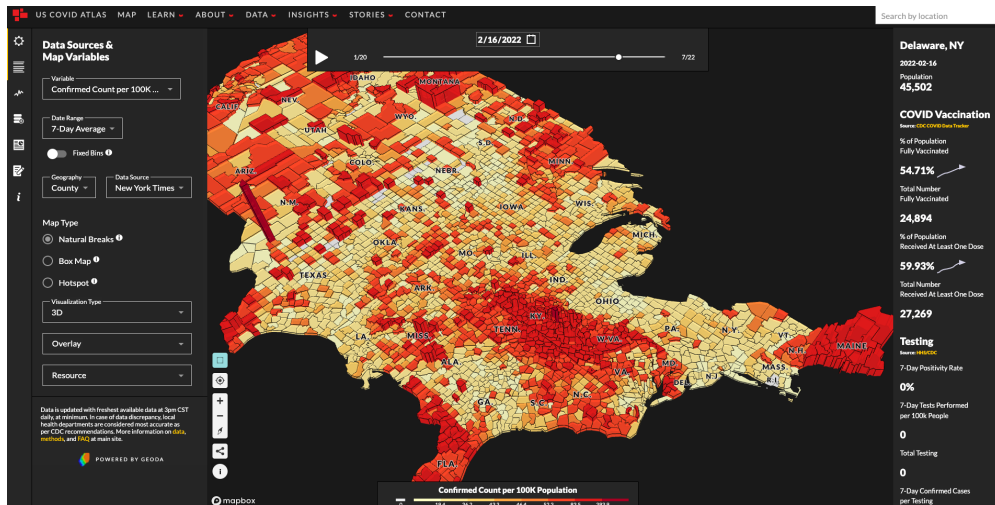 US COVID ATLAS MAP LEARN ABOUT DATA INSIGHTS STORIES CONTACT
Search by location
Data Sources &
Map Variables
Variable
Confirmed Count per 100K ...
Date Range
7-Day Average
Fixed Bins
Geography
County
Data Source
New York Times
Map Type
Natural Breaks
Box Map
Hotspot
Visualization Type
3D
Overlay
Resource
Data is updated with freshest available data at 3pm CST
daily, at minimum. In case of data discrepancy, local
health departments are considered most accurate as
per CDC recommendations. More information on data,
methods, and FAQ at main site.
POWERED BY GEODA
2/16/2022
1/20
7/22
IDAHO
MONTANA
CALIF.
NEV.
WYO.
N.D.
UTAH
S.D.
COLO.
MINN.
ARIZ.
NEBR.
N.M.
KANS.
IOWA
WIS.
MICH.
OKLA.
MO.
ILL.
TEXAS
IND.
ARK.
OHIO
KY.
PA.
N.Y.
VT.
LA.
MISS.
TENN.
W.VA.
N.H.
MAINE
ALA.
VA.
MD.
MASS.
DEL.
N.J.
R.I.
GA.
S.C.
N.C.
FLA.
mapbox
Confirmed Count per 100K Population
0
Delaware, NY
2022-02-16
Population
45,502
COVID Vaccination
Source: CDC COVID Data Tracker
% of Population
Fully Vaccinated
54.71%
Total Number
Fully Vaccinated
24,894
% of Population
Received At Least One Dose
59.93%
Total Number
Received At Least One Dose
27,269
Testing
Source: HHS/CDC
7-Day Positivity Rate
0%
7-Day Tests Performed
per 100k People
0
Total Testing
0
7-Day Confirmed Cases
per Testing